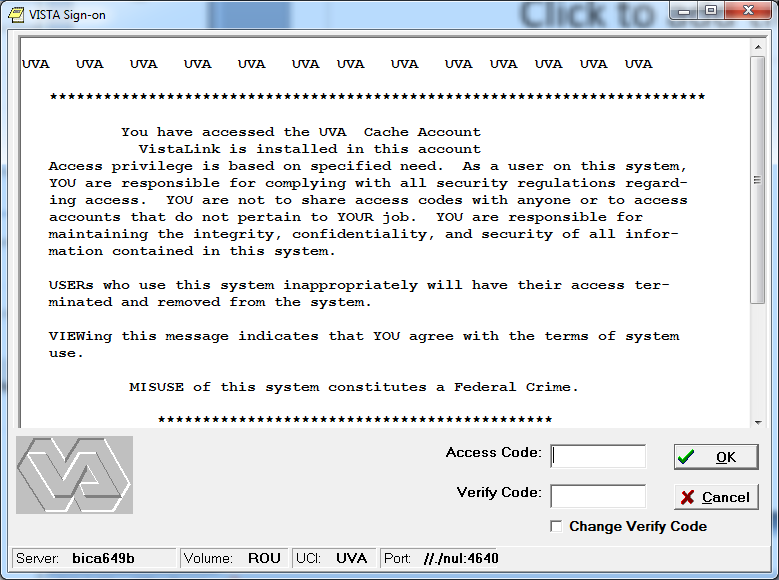 Click to add t
VISTA Sign-on
UVA UVA UVA UVA UVA UVA UVA UVA UVA UVA UVA UVA UVA
*************************************************************************
You have accessed the UVA Cache Account
VistaLink is installed in this account
Access privilege is based on specified need. As a user on this system,
YOU are responsible for complying with all security regulations regard-
ing access. YOU are not to share access codes with anyone or to access
accounts that do not pertain to YOUR job. YOU are responsible for
maintaining the integrity, confidentiality, and security of all infor-
mation contained in this system.
USERs who use this system inappropriately will have their access ter-
minated and removed from the system.
VIEWing this message indicates that YOU agree with the terms of system
use.
MISUSE of this system constitutes a Federal Crime.
********************************************
Access Code: OK
Verify Code: Cancel
Change Verify Code
Server: bica649b Volume: ROU UCI: UVA Port: //./nul:4640